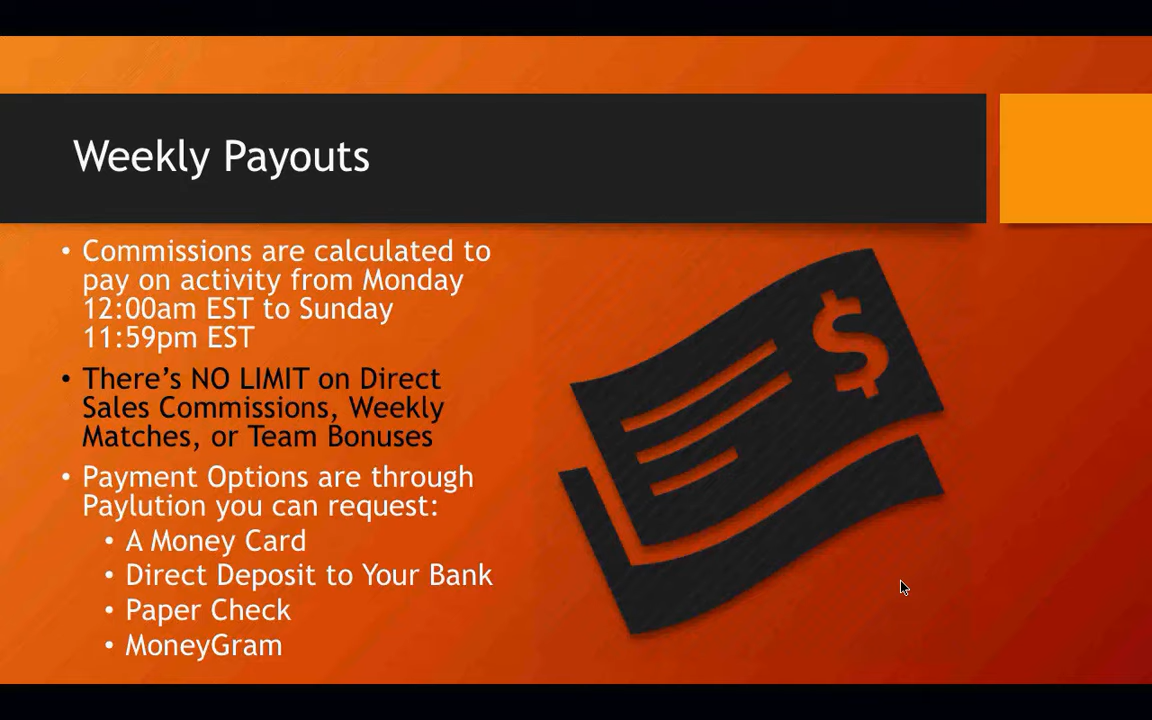 Weekly Payouts
• Commissions are calculated to
pay on activity from Monday
12:00am EST to Sunday
11:59pm EST
• There’s NO LIMIT on Direct
Sales Commissions, Weekly
Matches, or Team Bonuses
• Payment Options are through
Paylution you can request:
• A Money Card
• Direct Deposit to Your Bank
• Paper Check
• MoneyGram
$